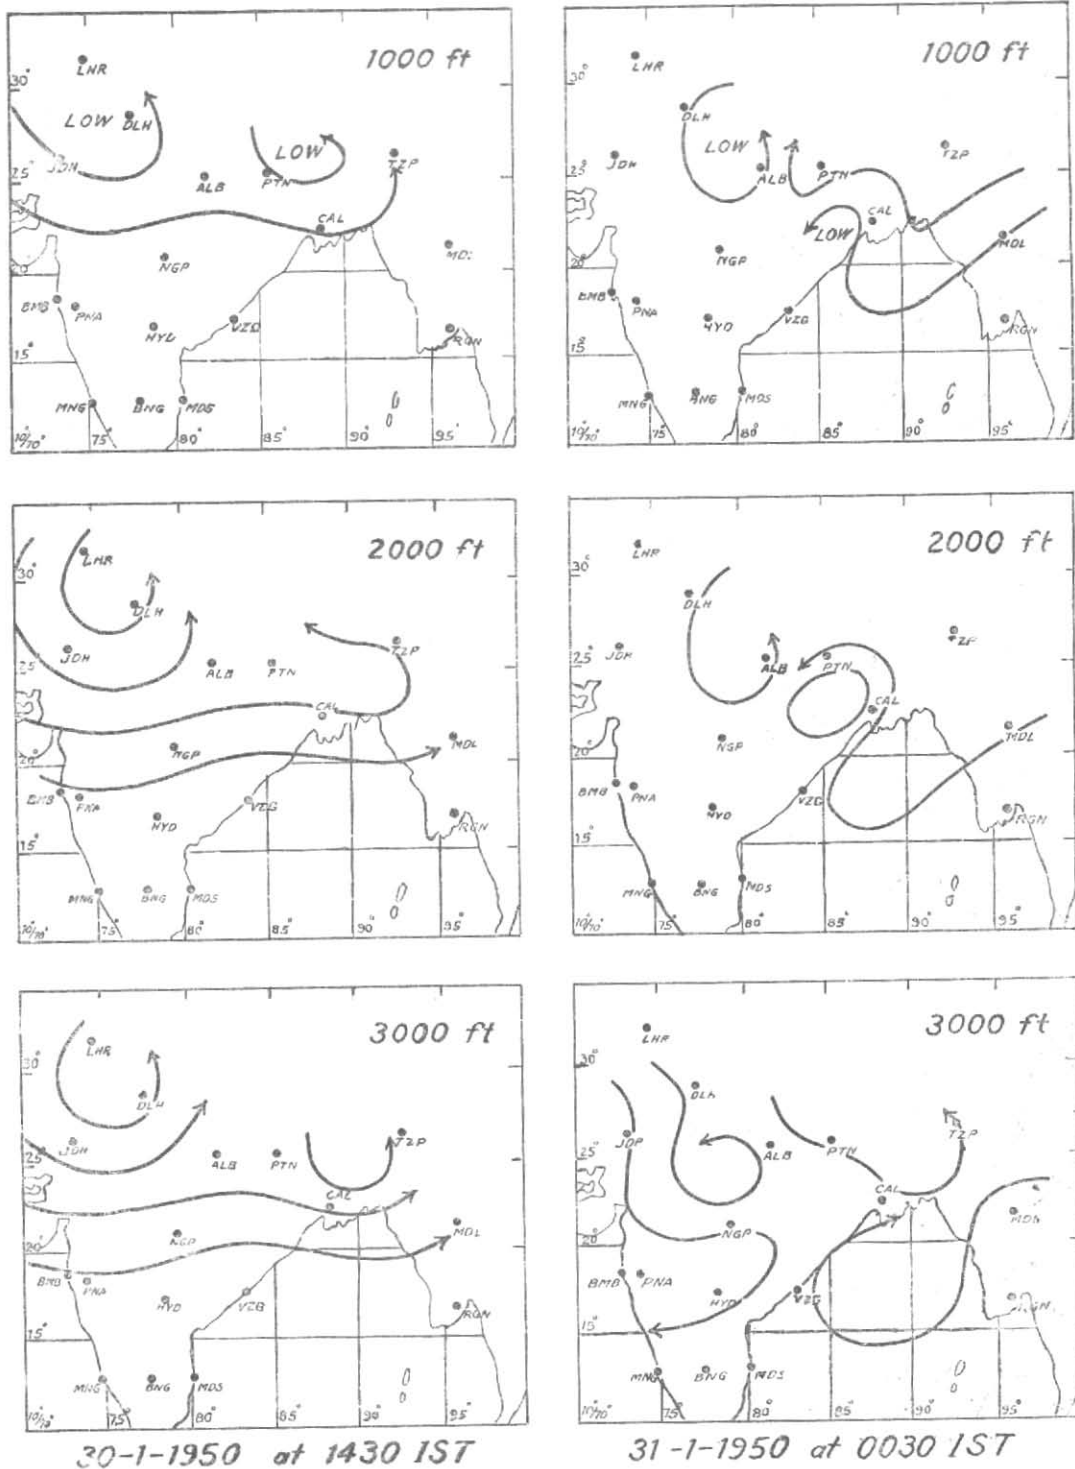 1000 ft
LHR
30°
LOW DLH
LOW
JDH
25°
ALB
PTN
TZP
CAL
20°
NGP
MDL
BMB
PNA
HYD
VZG
RGN
15°
MNG
BNG
MDS
10°/70°
75°
80°
85°
90°
95°
1000 ft
LHR
30°
DLH
LOW
JDH
25°
ALB
PTN
TZP
CAL
LOW
MDL
20°
NGP
BMB
PNA
HYD
VZG
RGN
15°
MNG
BNG
MDS
10°/70°
75°
80°
85°
90°
95°
2000 ft
LHR
30°
DLH
TZP
JDH
25°
ALB
PTN
CAL
MDL
NGP
20°
BMB
PNA
VZG
HYD
RGN
15°
MNG
BNG
MDS
10°/70°
75°
80°
85°
90°
95°
2000 ft
LHR
30°
DLH
TZP
JDH
25°
ALB
PTN
CAL
NGP
MDL
20°
BMB
PNA
VZG
HYD
RGN
15°
MNG
BNG
MDS
10°/70°
75°
80°
85°
90°
95°
3000 ft
LHR
30°
DLH
JDH
TZP
25°
ALB
PTN
CAL
NGP
MDL
20°
BMB
PNA
VZG
HYD
RGN
15°
MNG
BNG
MDS
10°/70°
75°
80°
85°
90°
95°
3000 ft
LHR
30°
DLH
JDP
ALB
PTN
TZP
25°
CAL
NGP
20°
BMB
PNA
HYD
VZG
RGN
15°
MNG
BNG
MDS
10°/70°
75°
80°
85°
90°
95°
30-1-1950 at 1430 IST
31-1-1950 at 0030 IST